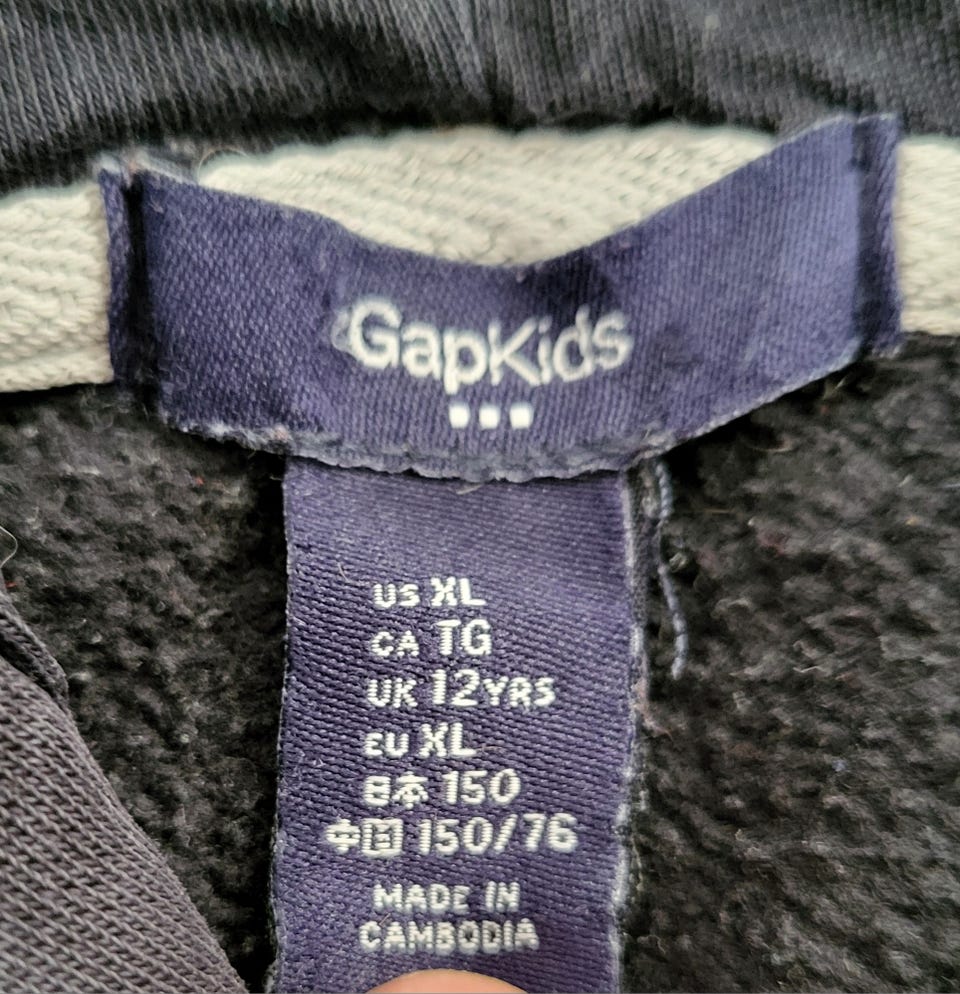 GapKids
US XL
CA TG
UK 12YRS
EU XL
日本 150
中国 150/76
MADE IN
CAMBODIA